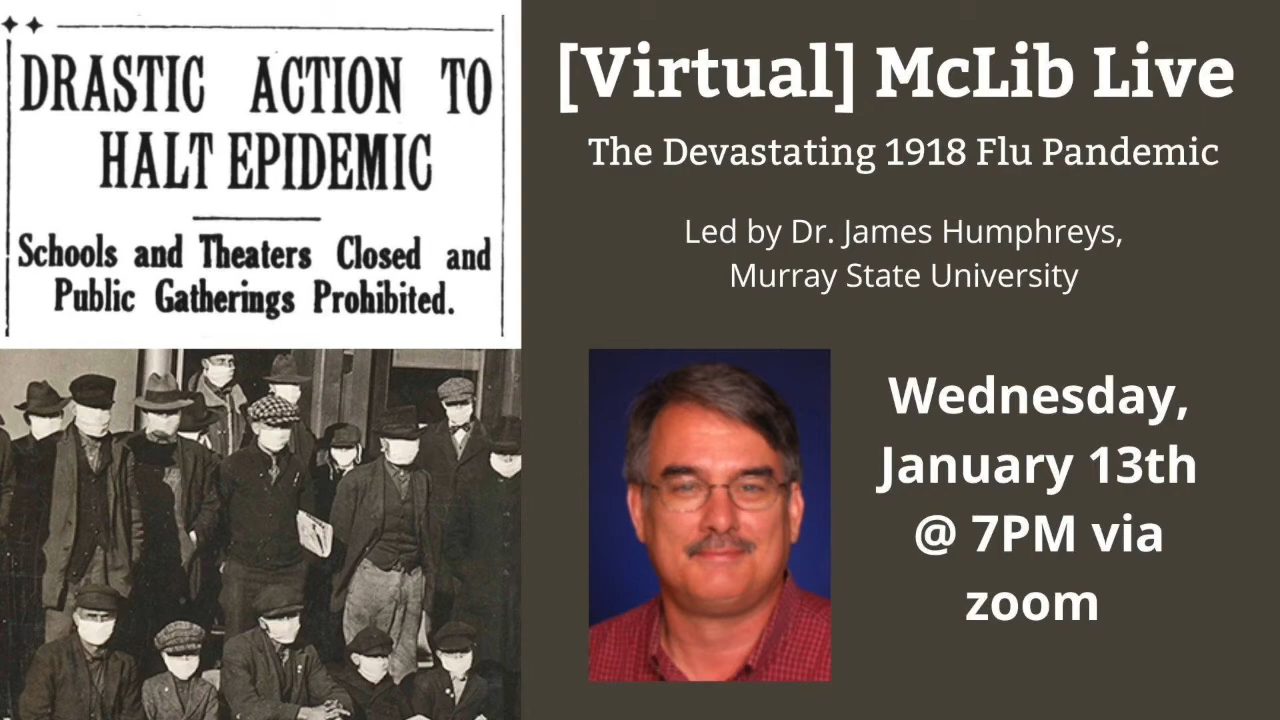 DRASTIC ACTION TO
HALT EPIDEMIC
Schools and Theaters Closed and
Public Gatherings Prohibited.
[Virtual] McLib Live
The Devastating 1918 Flu Pandemic
Led by Dr. James Humphreys,
Murray State University
Wednesday,
January 13th
@ 7PM via
zoom